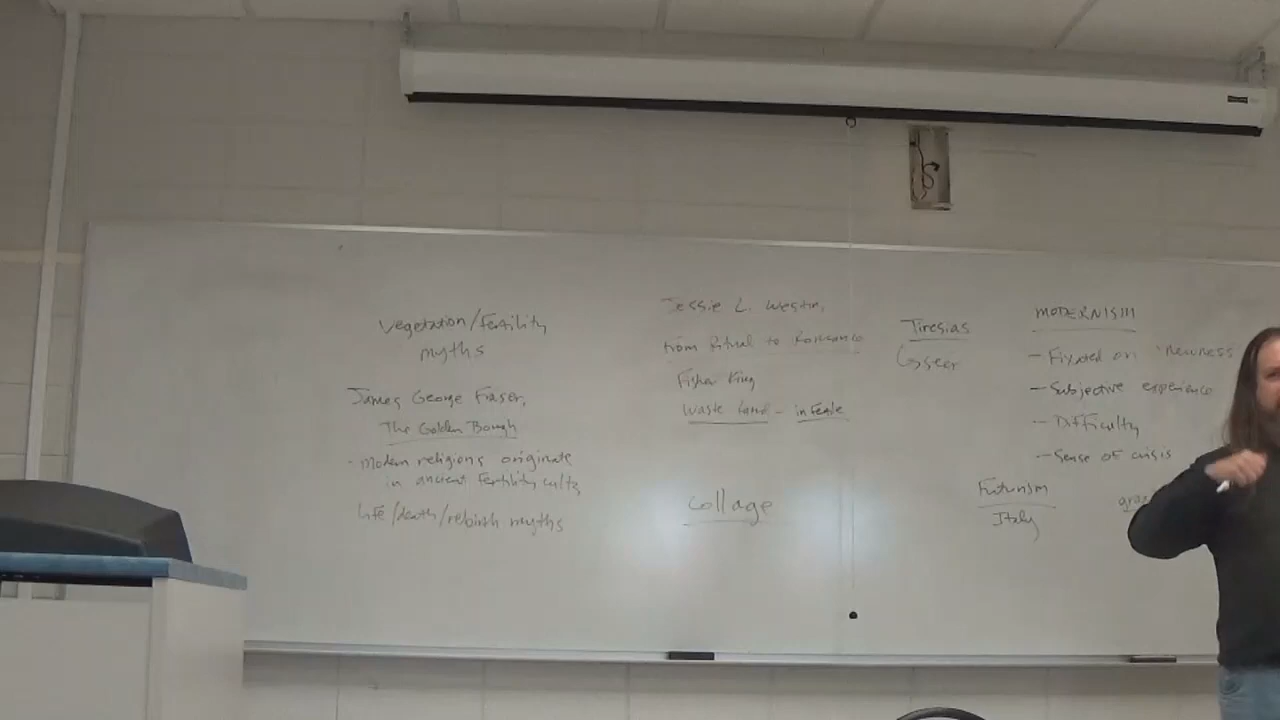 Vegetation/Fertility
myths
James George Fraser,
The Golden Bough
- Modern religions originate
in ancient fertility cults
Life/death/rebirth myths
Jessie L. Weston,
From Ritual to Romance
Fisher King
Waste Land - infertile
Collage
Tiresias
↳ seer
MODERNISM
- Fixated on "newness
- Subjective experience
- Difficulty
- Sense of crisis
Futurism
Italy